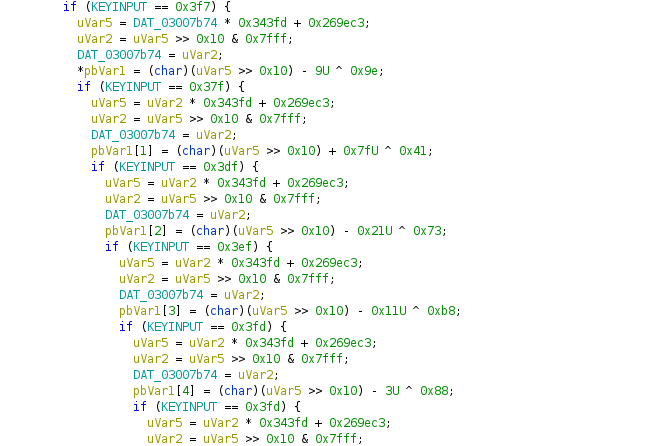 if (KEYINPUT == 0x3f7) {
uVar5 = DAT_03007b74 * 0x343fd + 0x269ec3;
uVar2 = uVar5 >> 0x10 & 0x7fff;
DAT_03007b74 = uVar2;
*pbVar1 = (char)(uVar5 >> 0x10) - 9U ^ 0x9e;
if (KEYINPUT == 0x37f) {
uVar5 = uVar2 * 0x343fd + 0x269ec3;
uVar2 = uVar5 >> 0x10 & 0x7fff;
DAT_03007b74 = uVar2;
pbVar1[1] = (char)(uVar5 >> 0x10) + 0x7fU ^ 0x41;
if (KEYINPUT == 0x3df) {
uVar5 = uVar2 * 0x343fd + 0x269ec3;
uVar2 = uVar5 >> 0x10 & 0x7fff;
DAT_03007b74 = uVar2;
pbVar1[2] = (char)(uVar5 >> 0x10) - 0x21U ^ 0x73;
if (KEYINPUT == 0x3ef) {
uVar5 = uVar2 * 0x343fd + 0x269ec3;
uVar2 = uVar5 >> 0x10 & 0x7fff;
DAT_03007b74 = uVar2;
pbVar1[3] = (char)(uVar5 >> 0x10) - 0x11U ^ 0xb8;
if (KEYINPUT == 0x3fd) {
uVar5 = uVar2 * 0x343fd + 0x269ec3;
uVar2 = uVar5 >> 0x10 & 0x7fff;
DAT_03007b74 = uVar2;
pbVar1[4] = (char)(uVar5 >> 0x10) - 3U ^ 0x88;
if (KEYINPUT == 0x3fd) {
uVar5 = uVar2 * 0x343fd + 0x269ec3;
uVar2 = uVar5 >> 0x10 & 0x7fff;